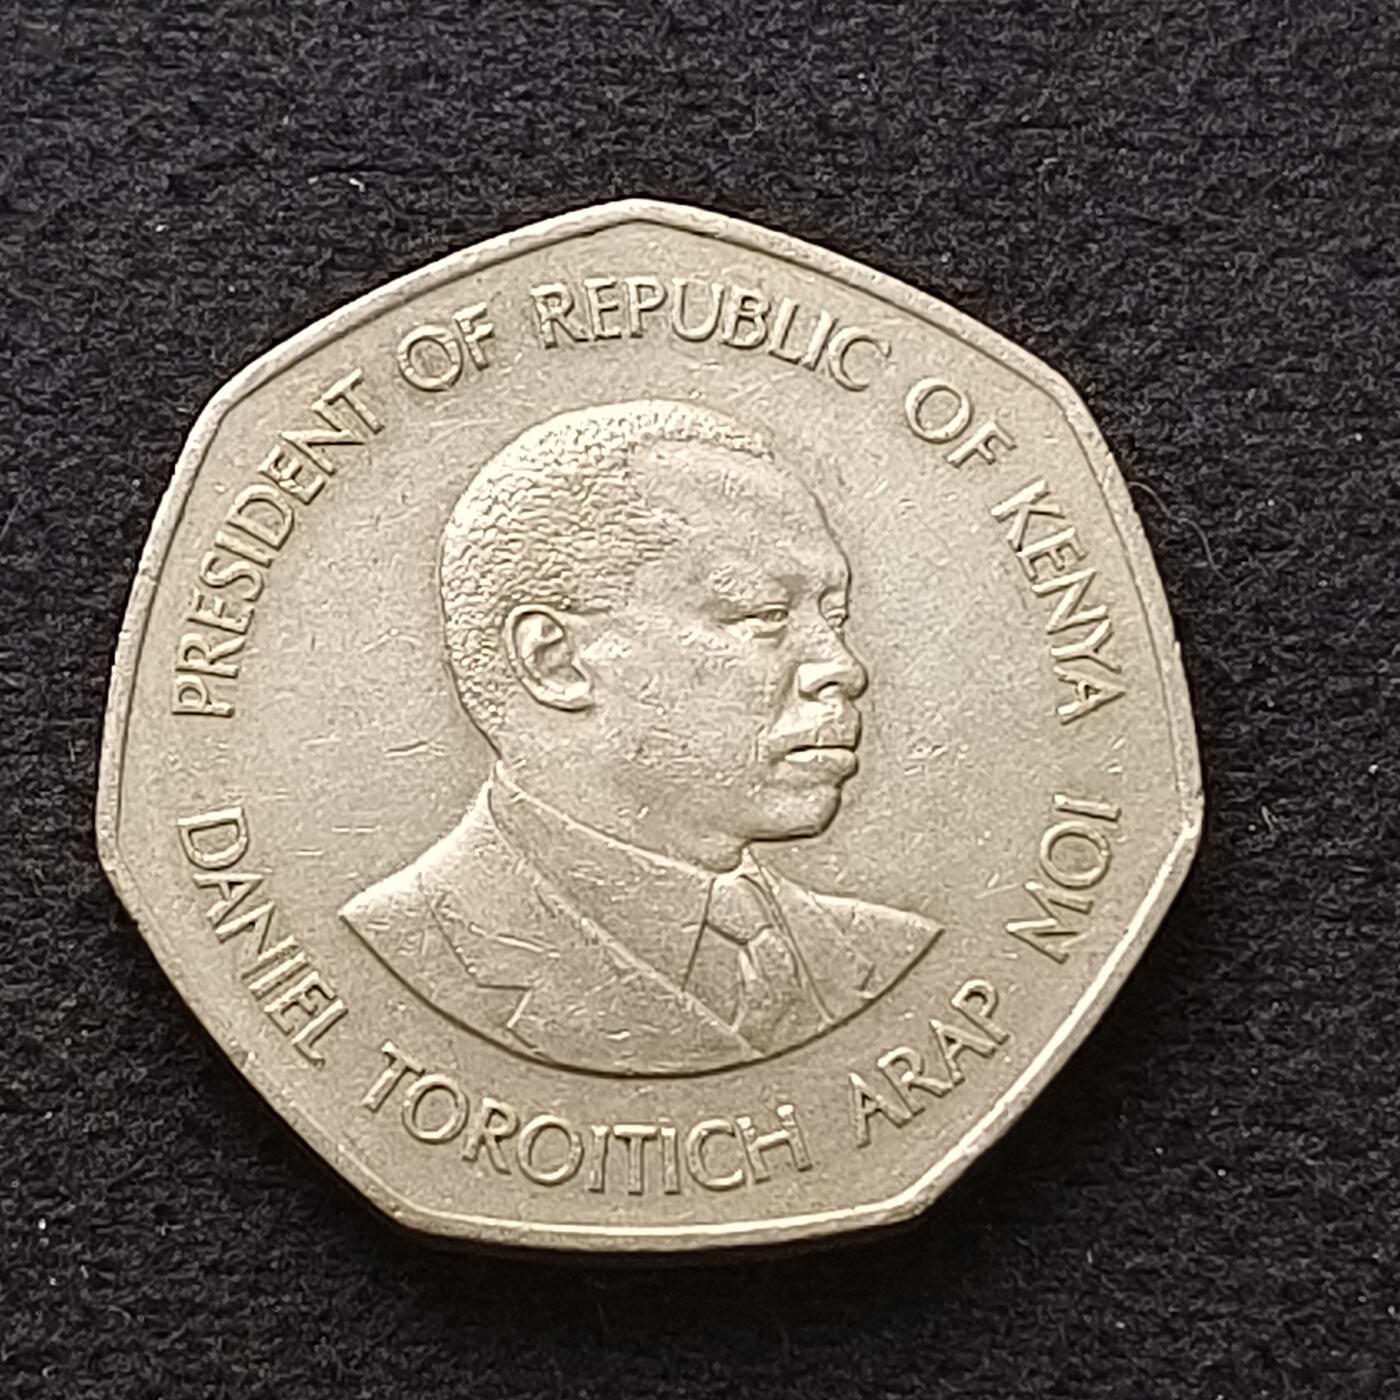 PRESIDENT OF REPUBLIC OF KENYA
DANIEL TOROITICH ARAP MOI